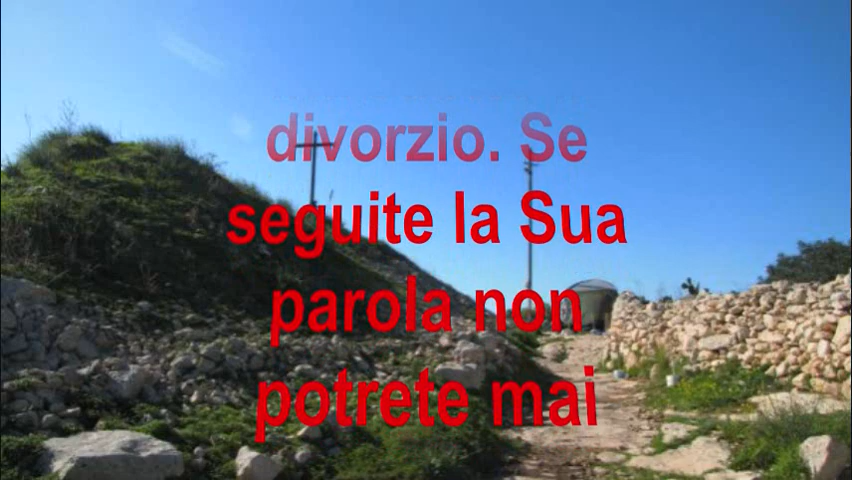 divorzio. Se
seguite la Sua
parola non
potrete mai